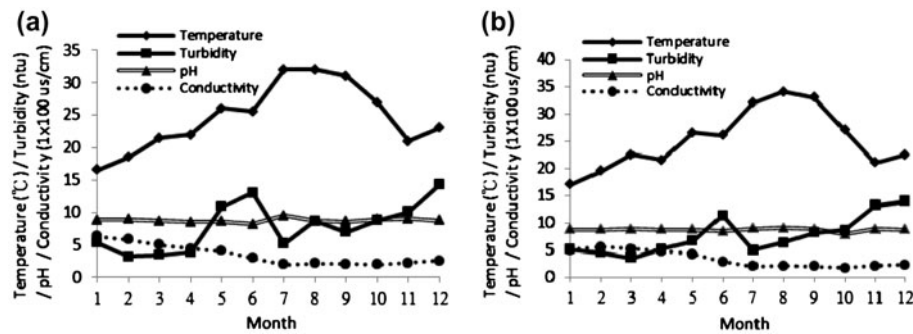 (a)
Temperature
Turbidity
pH
Conductivity
Temperature (℃) / Turbidity (ntu)
/ pH / Conductivity (1X100 us/cm)
35
30
25
20
15
10
5
0
1 2 3 4 5 6 7 8 9 10 11 12
Month
(b)
Temperature
Turbidity
pH
Conductivity
Temperature (℃) / Turbidity (ntu)
/ pH / Conductivity (1X100 us/cm)
40
35
30
25
20
15
10
5
0
1 2 3 4 5 6 7 8 9 10 11 12
Month